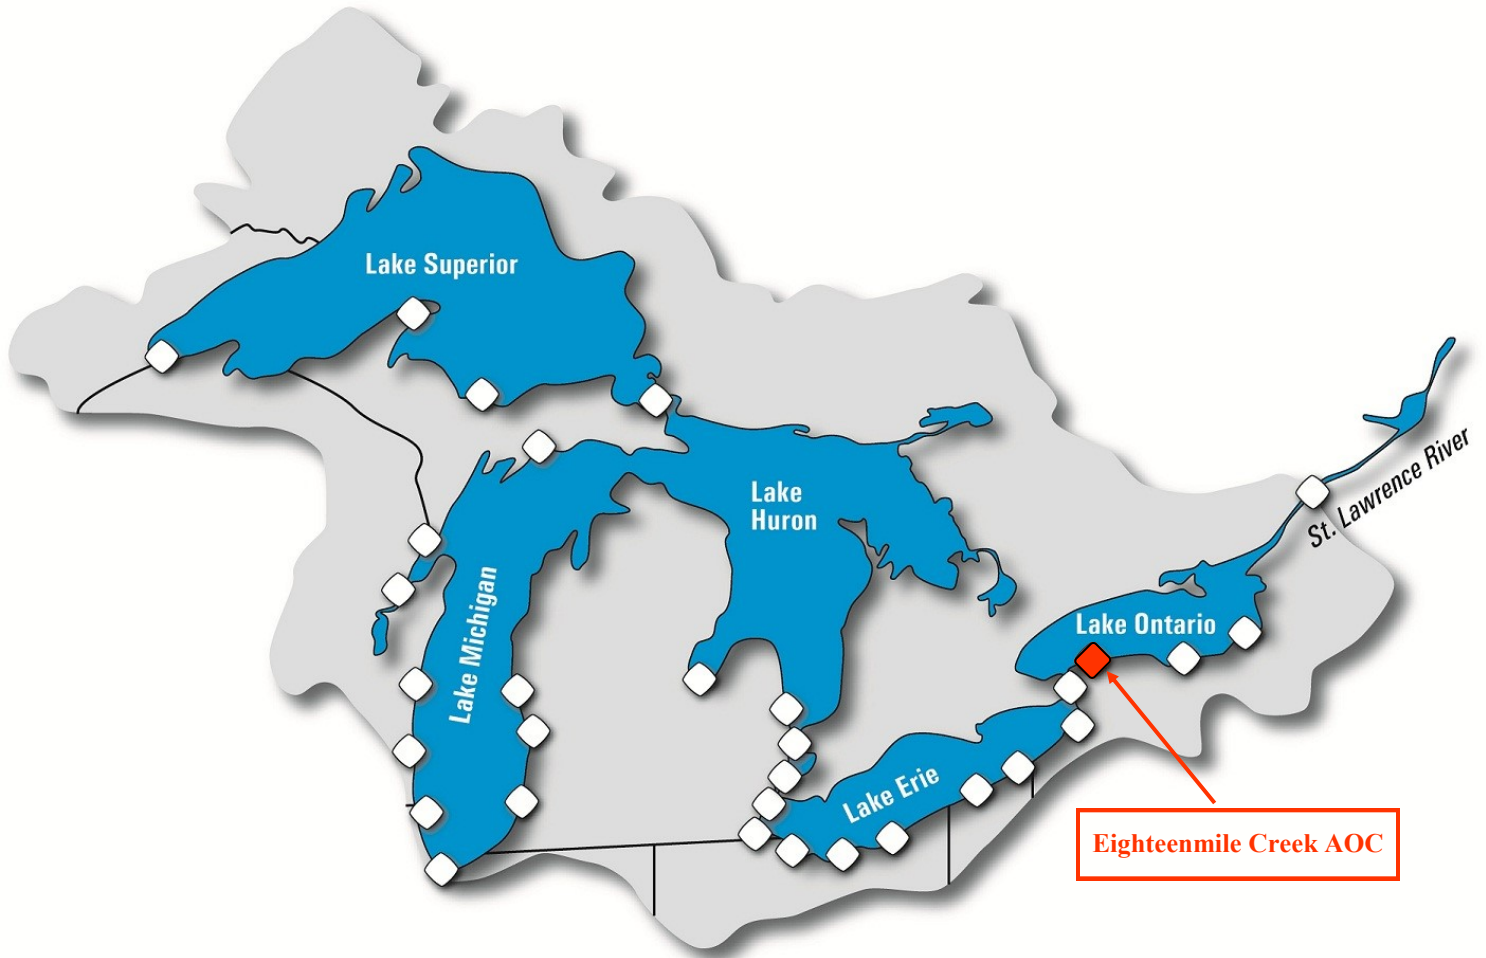 Lake Superior
Lake
Huron
St. Lawrence River
Lake Michigan
Lake Ontario
Lake Erie
Eighteenmile Creek AOC